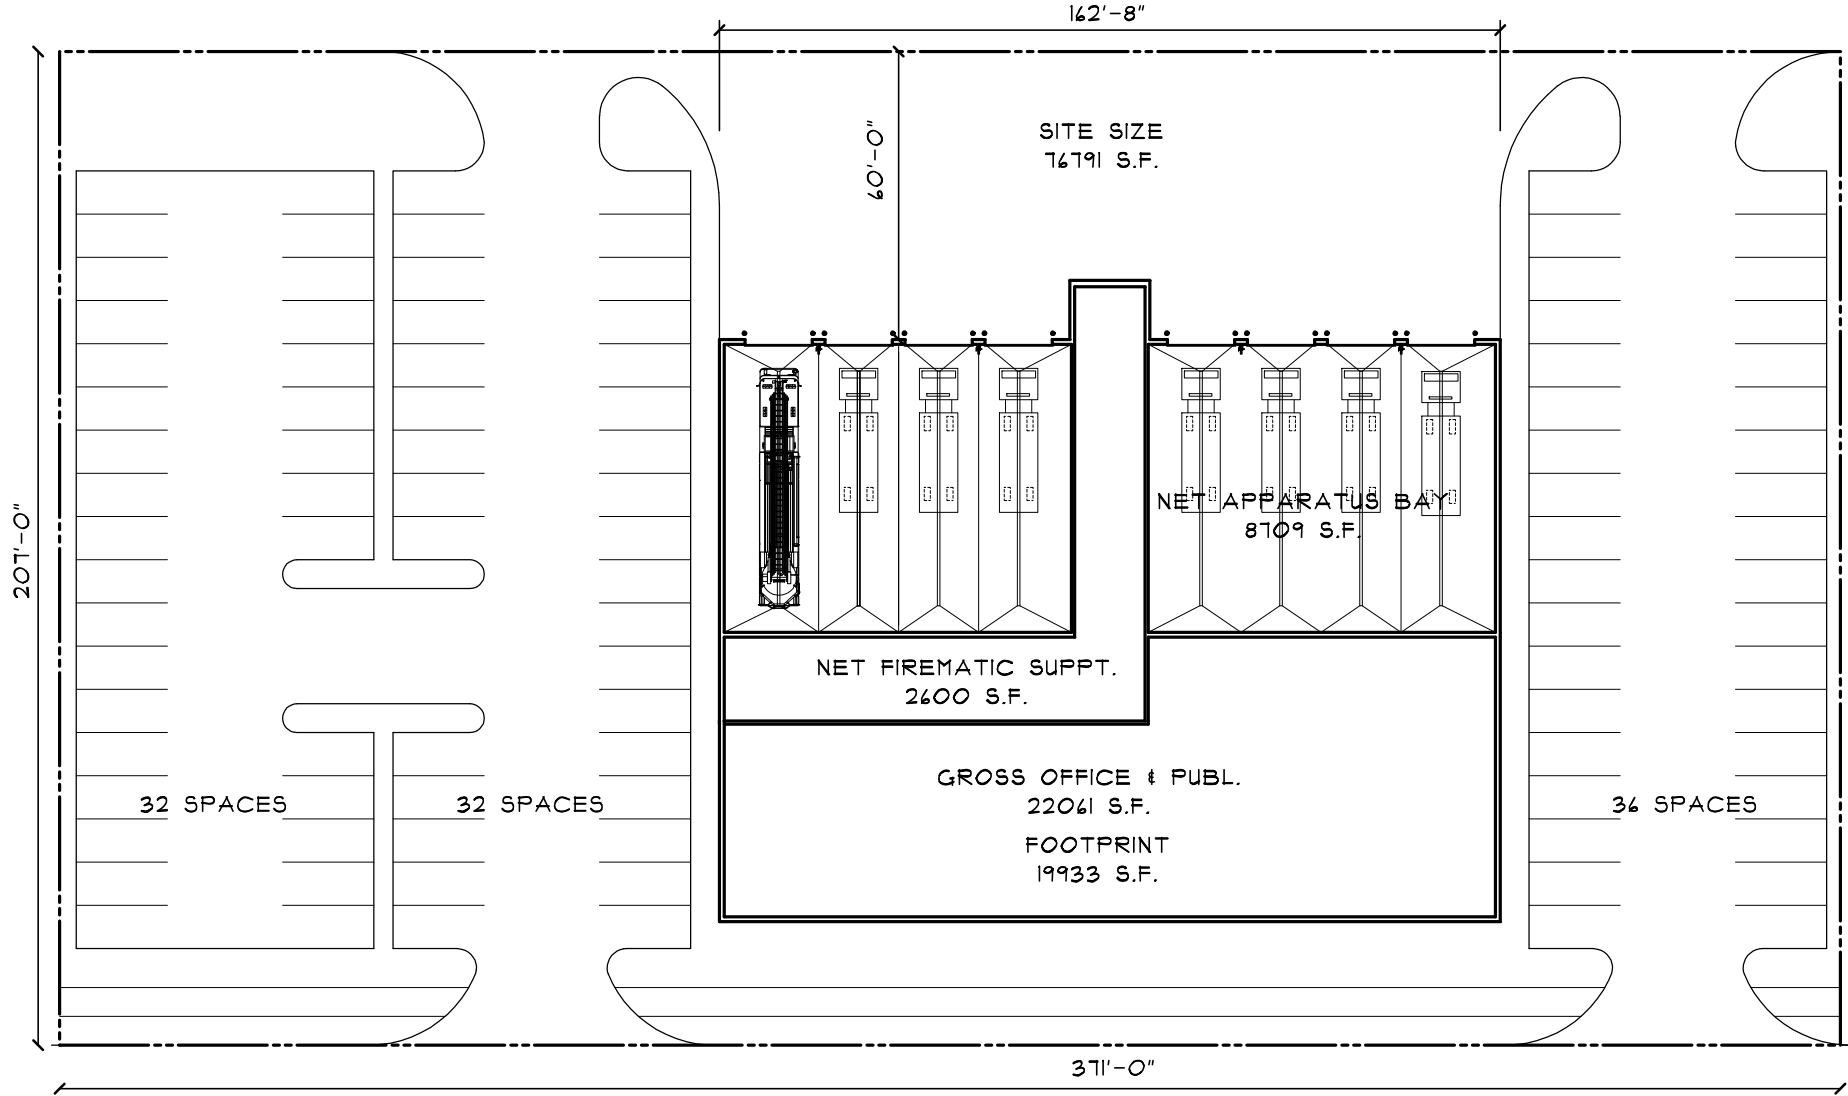 162'-8"
SITE SIZE
76791 S.F.
60'-0"
207'-0"
NET APPARATUS BAY
8709 S.F.
NET FIREMATIC SUPPT.
2600 S.F.
GROSS OFFICE & PUBL.
22061 S.F.
32 SPACES
32 SPACES
36 SPACES
FOOTPRINT
19933 S.F.
371'-0"